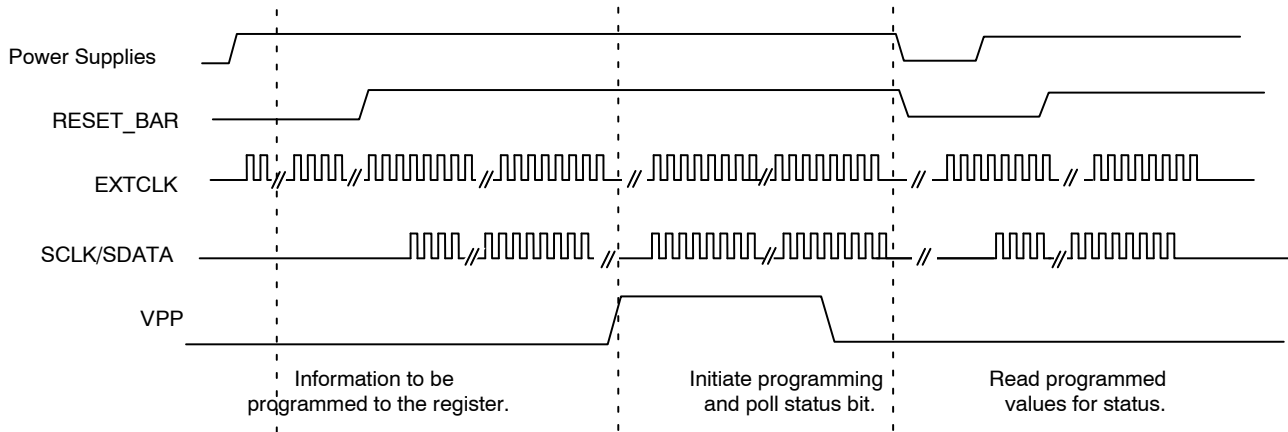 Power Supplies
RESET_BAR
EXTCLK
SCLK/SDATA
VPP
Information to be
programmed to the register.
Initiate programming
and poll status bit.
Read programmed
values for status.